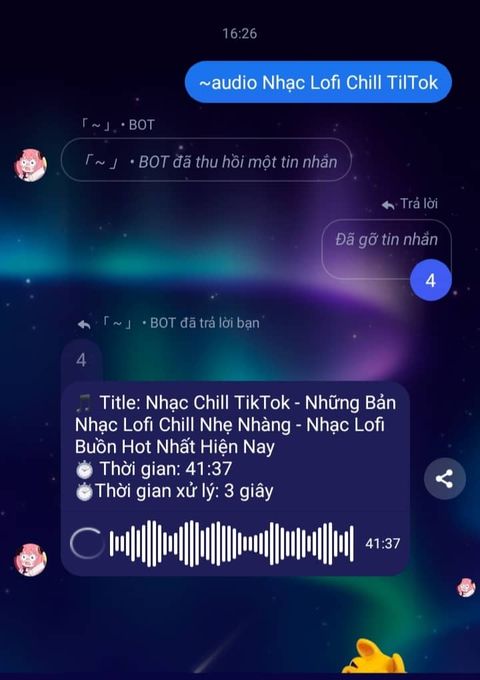 16:26
~audio Nhạc Lofi Chill TilTok
「 ~ 」 • BOT
「 ~ 」 • BOT đã thu hồi một tin nhắn
Trả lời
Đã gỡ tin nhắn
4
「 ~ 」 • BOT đã trả lời bạn
4
🎵 Title: Nhạc Chill TikTok - Những Bản
Nhạc Lofi Chill Nhẹ Nhàng - Nhạc Lofi
Buồn Hot Nhất Hiện Nay
⏱️ Thời gian: 41:37
⏱️Thời gian xử lý: 3 giây
41:37